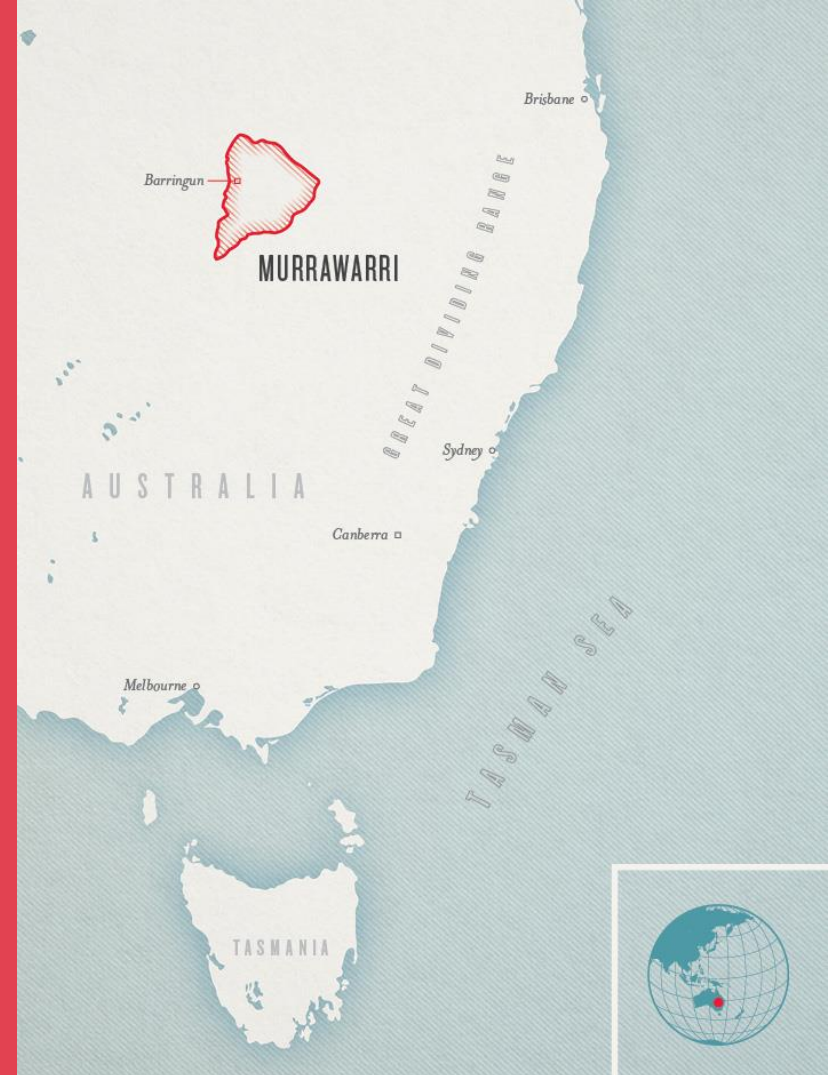 Brisbane
Barringun
MURRAWARRI
GREAT DIVIDING RANGE
Sydney
AUSTRALIA
Canberra
TASMAN SEA
Melbourne
TASMANIA